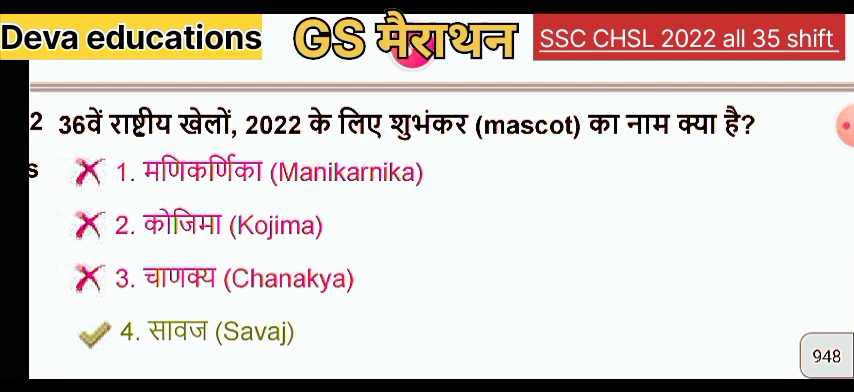 Deva educations GS मैराथन SSC CHSL 2022 all 35 shift
2 36वें राष्ट्रीय खेलों, 2022 के लिए शुभंकर (mascot) का नाम क्या है?
s 1. मणिकर्णिका (Manikarnika)
2. कोजिमा (Kojima)
3. चाणक्य (Chanakya)
4. सावज (Savaj)
948